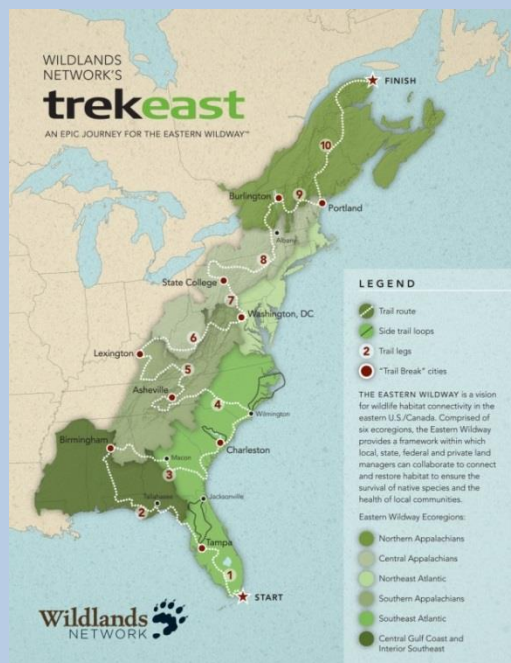 WILDLANDS
NETWORK'S
trekeast
AN EPIC JOURNEY FOR THE EASTERN WILDWAY™
FINISH
10
9
Burlington
Portland
Albany
8
State College
7
Washington, DC
6
Lexington
5
Asheville
4
Wilmington
Birmingham
Charleston
Macon
3
Tallahassee
Jacksonville
2
Tampa
1
START
Wildlands
NETWORK
LEGEND
Trail route
Side trail loops
2 Trail legs
"Trail Break" cities
THE EASTERN WILDWAY is a vision
for wildlife habitat connectivity in the
eastern U.S./Canada. Comprised of
six ecoregions, the Eastern Wildway
provides a framework within which
local, state, federal and private land
managers can collaborate to connect
and restore habitat to ensure the
survival of native species and the
health of local communities.
Eastern Wildway Ecoregions:
Northern Appalachians
Central Appalachians
Northeast Atlantic
Southern Appalachians
Southeast Atlantic
Central Gulf Coast and
Interior Southeast